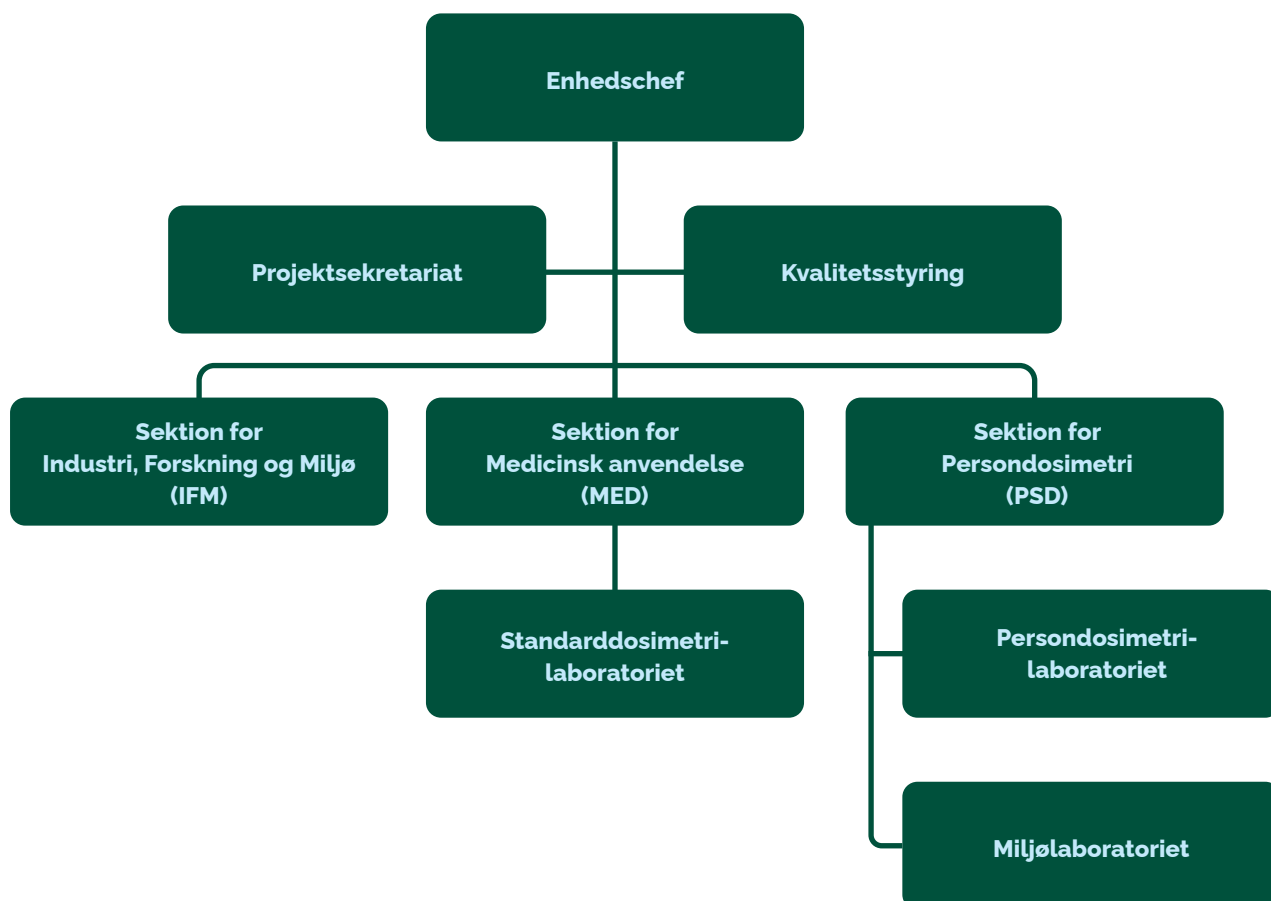 Enhedschef
Projektsekretariat
Kvalitetsstyring
Sektion for
Industri, Forskning og Miljø
(IFM)
Sektion for
Medicinsk anvendelse
(MED)
Sektion for
Persondosimetri
(PSD)
Standarddosimetri-
laboratoriet
Persondosimetri-
laboratoriet
Miljølaboratoriet